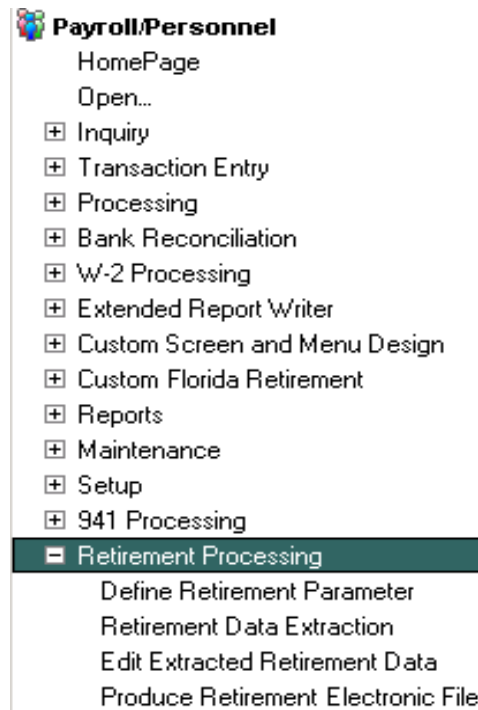 Payroll/Personnel
HomePage
Open...
Inquiry
Transaction Entry
Processing
Bank Reconciliation
W-2 Processing
Extended Report Writer
Custom Screen and Menu Design
Custom Florida Retirement
Reports
Maintenance
Setup
941 Processing
Retirement Processing
Define Retirement Parameter
Retirement Data Extraction
Edit Extracted Retirement Data
Produce Retirement Electronic File